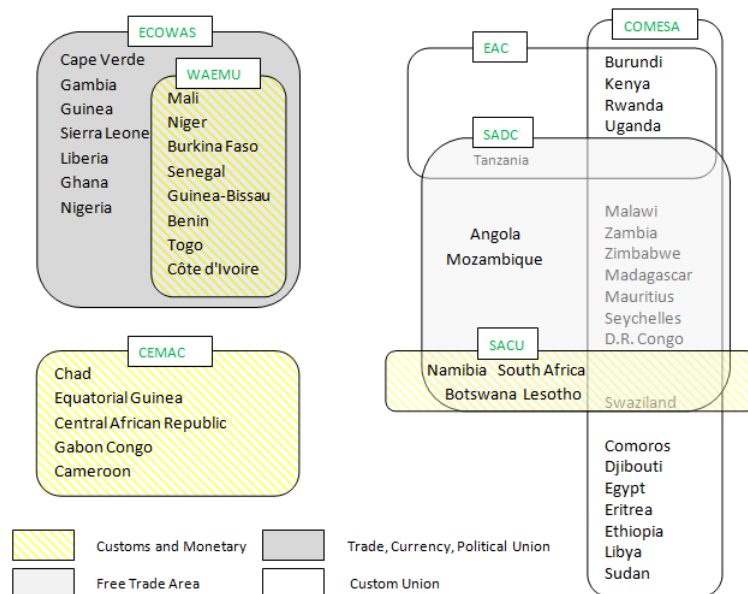 ECOWAS
Cape Verde
Gambia
Guinea
Sierra Leone
Liberia
Ghana
Nigeria
WAEMU
Mali
Niger
Burkina Faso
Senegal
Guinea-Bissau
Benin
Togo
Côte d'Ivoire
CEMAC
Chad
Equatorial Guinea
Central African Republic
Gabon Congo
Cameroon
EAC
COMESA
Burundi
Kenya
Rwanda
Uganda
SADC
Tanzania
Angola
Mozambique
Malawi
Zambia
Zimbabwe
Madagascar
Mauritius
Seychelles
D.R. Congo
SACU
Namibia South Africa
Botswana Lesotho
Swaziland
Comoros
Djibouti
Egypt
Eritrea
Ethiopia
Libya
Sudan
Customs and Monetary
Trade, Currency, Political Union
Free Trade Area
Custom Union